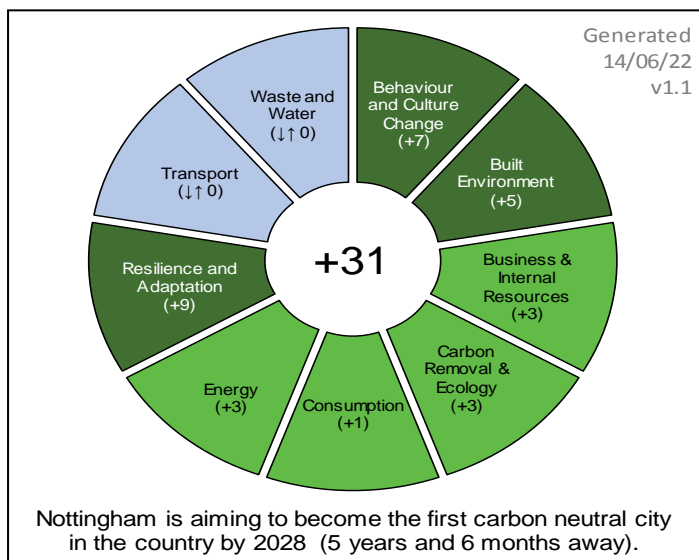 Generated
14/06/22
v1.1
Waste and
Water
(↓↑ 0)
Behaviour
and Culture
Change
(+7)
Transport
(↓↑ 0)
Built
Environment
(+5)
+31
Resilience and
Adaptation
(+9)
Business &
Internal
Resources
(+3)
Energy
(+3)
Consumption
(+1)
Carbon
Removal &
Ecology
(+3)
Nottingham is aiming to become the first carbon neutral city
in the country by 2028 (5 years and 6 months away).